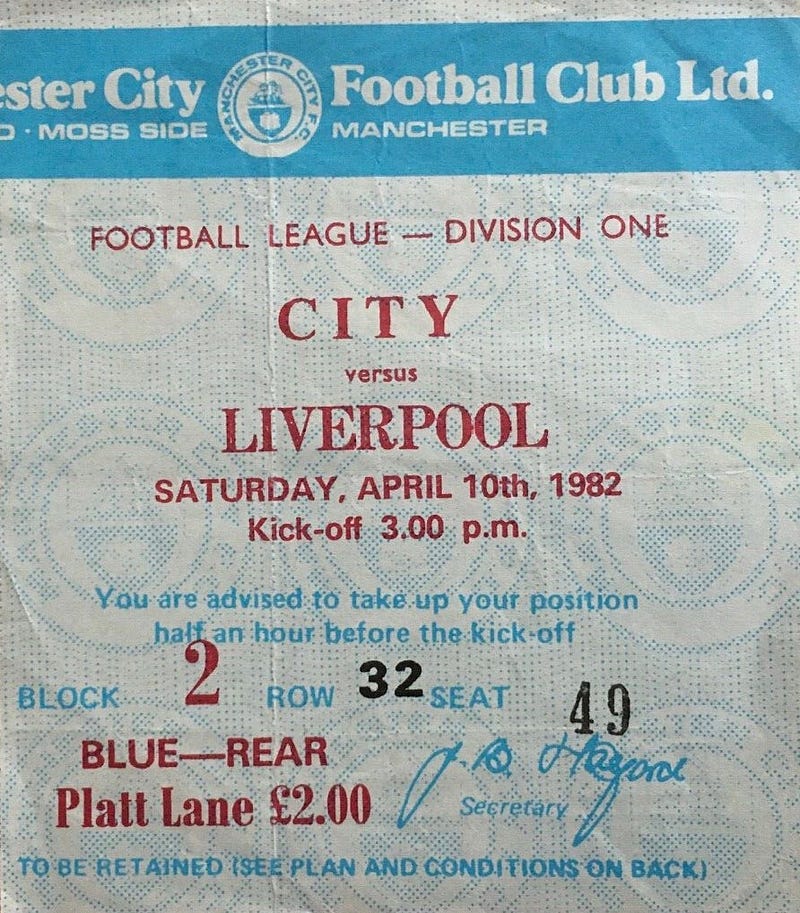 ester City Football Club Ltd.
D · MOSS SIDE MANCHESTER
MANCHESTER CITY F.C.
FOOTBALL LEAGUE — DIVISION ONE
CITY
versus
LIVERPOOL
SATURDAY, APRIL 10th, 1982
Kick-off 3.00 p.m.
You are advised to take up your position
half an hour before the kick-off
BLOCK 2 ROW 32 SEAT 49
BLUE—REAR
Platt Lane £2.00
J. B.
Secretary
TO BE RETAINED (SEE PLAN AND CONDITIONS ON BACK)